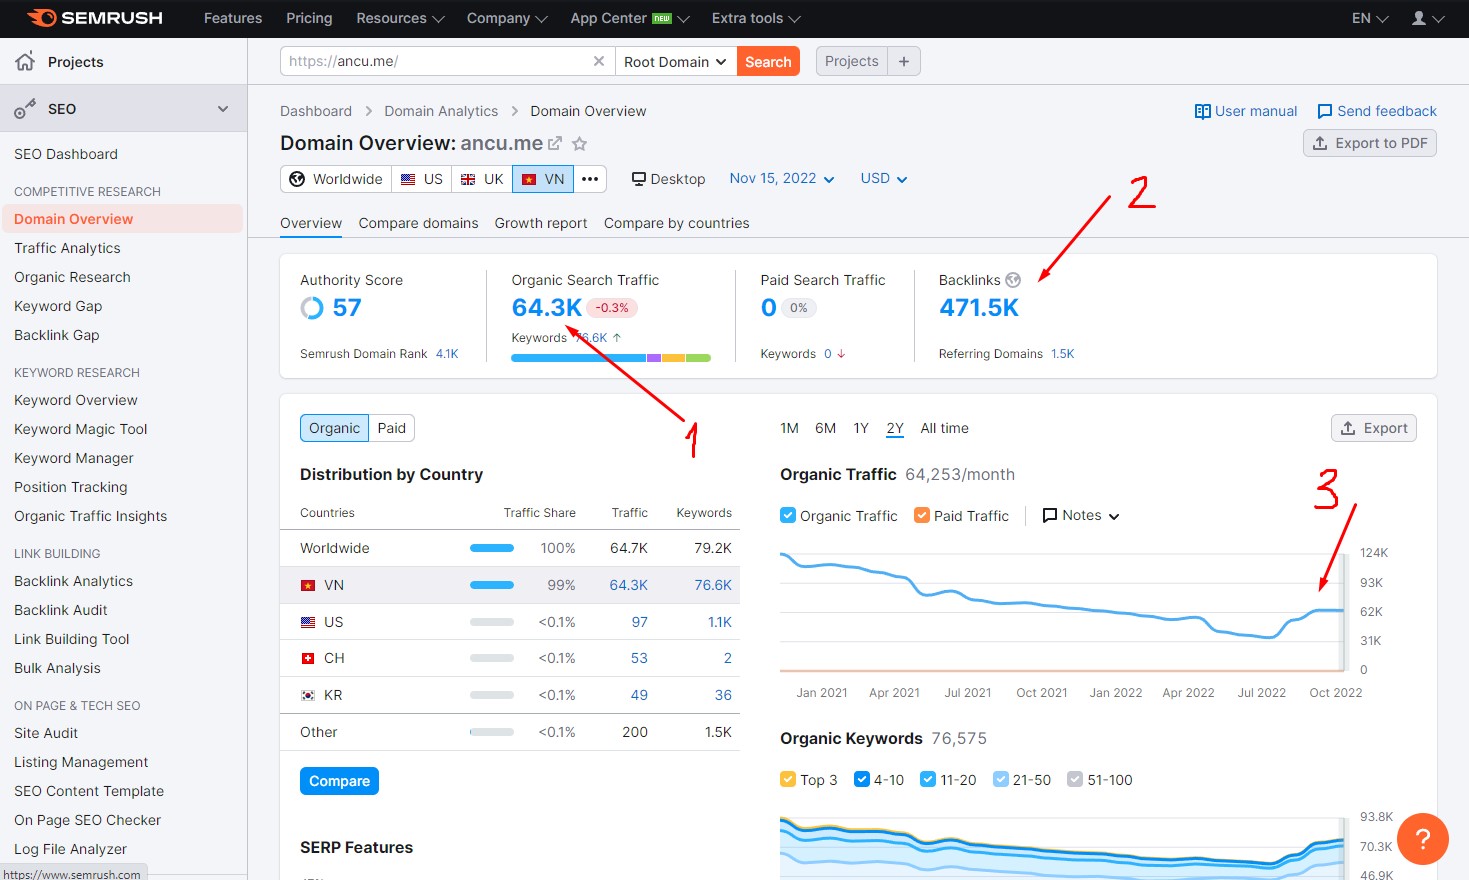 SEMRUSH Features Pricing Resources Company App Center NEW Extra tools EN
Projects
https://ancu.me/ Root Domain Search Projects +
SEO
SEO Dashboard
COMPETITIVE RESEARCH
Domain Overview
Traffic Analytics
Organic Research
Keyword Gap
Backlink Gap
KEYWORD RESEARCH
Keyword Overview
Keyword Magic Tool
Keyword Manager
Position Tracking
Organic Traffic Insights
LINK BUILDING
Backlink Analytics
Backlink Audit
Link Building Tool
Bulk Analysis
ON PAGE & TECH SEO
Site Audit
Listing Management
SEO Content Template
On Page SEO Checker
Log File Analyzer
https://www.semrush.com
Dashboard > Domain Analytics > Domain Overview
User manual Send feedback
Domain Overview: ancu.me
Export to PDF
Worldwide US UK VN ••• Desktop Nov 15, 2022 USD
2
Overview Compare domains Growth report Compare by countries
Authority Score
57
Semrush Domain Rank 4.1K
Organic Search Traffic
64.3K -0.3%
Keywords 76.6K ↑
Paid Search Traffic
0 0%
Keywords 0 ↓
Backlinks
471.5K
Referring Domains 1.5K
1
Organic Paid
Distribution by Country
Countries Traffic Share Traffic Keywords
Worldwide 100% 64.7K 79.2K
VN 99% 64.3K 76.6K
US <0.1% 97 1.1K
CH <0.1% 53 2
KR <0.1% 49 36
Other <0.1% 200 1.5K
Compare
SERP Features
1M 6M 1Y 2Y All time
Export
Organic Traffic 64,253/month
3
Organic Traffic Paid Traffic Notes
124K
93K
62K
31K
0
Jan 2021 Apr 2021 Jul 2021 Oct 2021 Jan 2022 Apr 2022 Jul 2022 Oct 2022
Organic Keywords 76,575
Top 3 4-10 11-20 21-50 51-100
93.8K
70.3K
46.9K
?